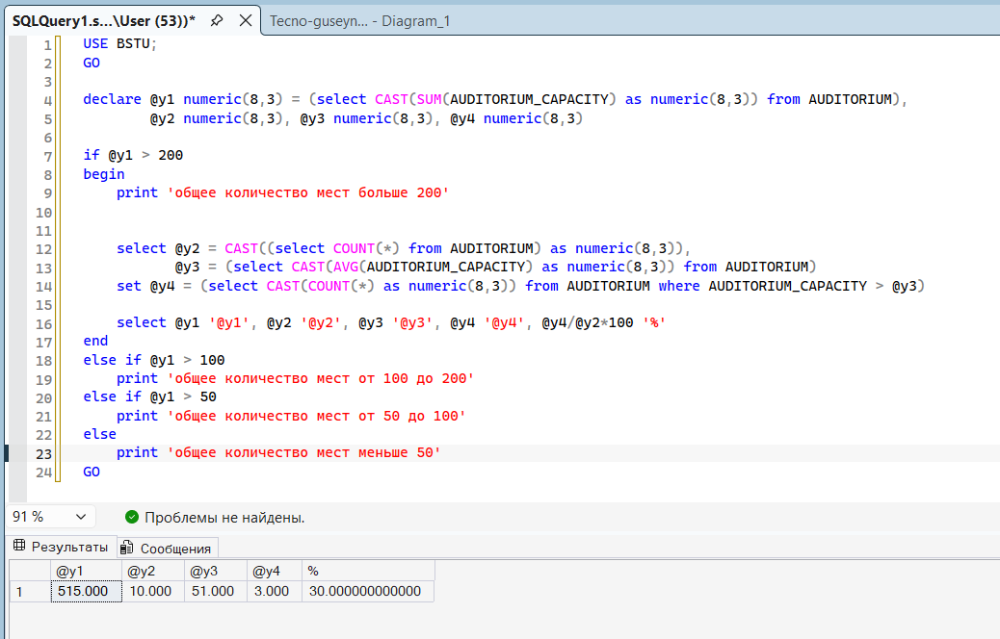 SQLQuery1.s...\User (53))*
Tecno-guseyn... - Diagram_1
1 USE BSTU;
2 GO
3
4 declare @y1 numeric(8,3) = (select CAST(SUM(AUDITORIUM_CAPACITY) as numeric(8,3)) from AUDITORIUM),
5 @y2 numeric(8,3), @y3 numeric(8,3), @y4 numeric(8,3)
6
7 if @y1 > 200
8 begin
9 print 'общее количество мест больше 200'
10
11
12 select @y2 = CAST((select COUNT(*) from AUDITORIUM) as numeric(8,3)),
13 @y3 = (select CAST(AVG(AUDITORIUM_CAPACITY) as numeric(8,3)) from AUDITORIUM)
14 set @y4 = (select CAST(COUNT(*) as numeric(8,3)) from AUDITORIUM where AUDITORIUM_CAPACITY > @y3)
15
16 select @y1 '@y1', @y2 '@y2', @y3 '@y3', @y4 '@y4', @y4/@y2*100 '%'
17 end
18 else if @y1 > 100
19 print 'общее количество мест от 100 до 200'
20 else if @y1 > 50
21 print 'общее количество мест от 50 до 100'
22 else
23 print 'общее количество мест меньше 50'
24 GO
91 %
Проблемы не найдены.
Результаты
Сообщения
@y1 @y2 @y3 @y4 %
1 515.000 10.000 51.000 3.000 30.000000000000